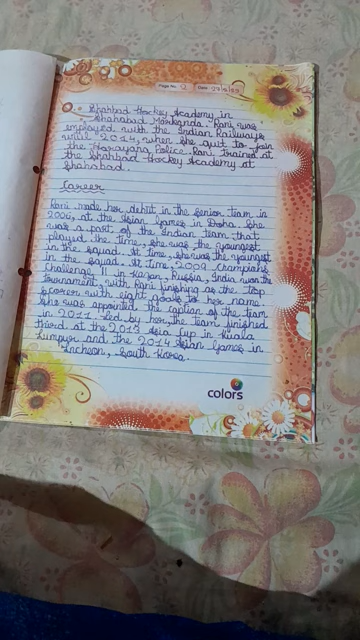 Page No. 2 Date 27
Shahbad Hockey Academy in
Shahabad Markanda. Rani was
employed with the Indian Railways
until 2014, when she quit to join
the Harayana Police. Rani trained at
the Shahbad Hockey Academy at
Shahabad.
Career
Rani made her debut in the senior team in
2006, at the Asian Games in Doha. She
was a part of the Indian team that
played the time, she was the youngest
in the squad. At time, she was the youngest
in the squad. At time, 2009 Champions
Challenge II in Kazan, Russia, India won the
tournament, with Rani finishing as the top
scorer with eight goals to her name.
She was apointed the caption of the team
in 2011. Led by her, the team finished
third at the 2013 Asia Cup in Kuala
Lumpur and the 2014 Asian Games in
Incheon, South Korea.
colors